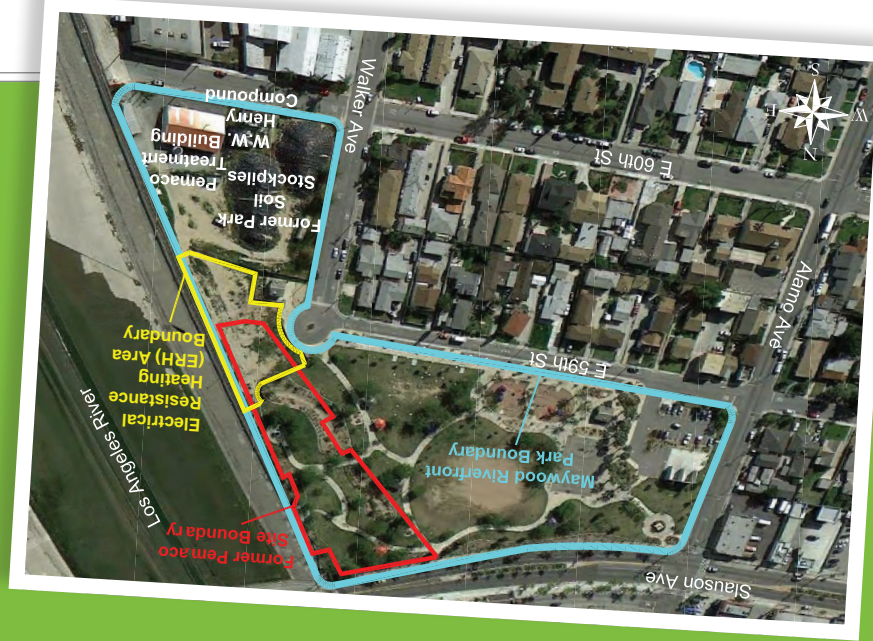 Slauson Ave
Former Pemaco
Site Boundary
Maywood Riverfront
Park Boundary
Los Angeles River
Electrical
Resistance
Heating
(ERH) Area
Boundary
E 59th St
Alamo Ave
Former Park
Soil
Stockpiles
Pemaco
Treatment
Building
W.W.
Henry
Compound
E 60th St
Walker Ave
N
W
E
S